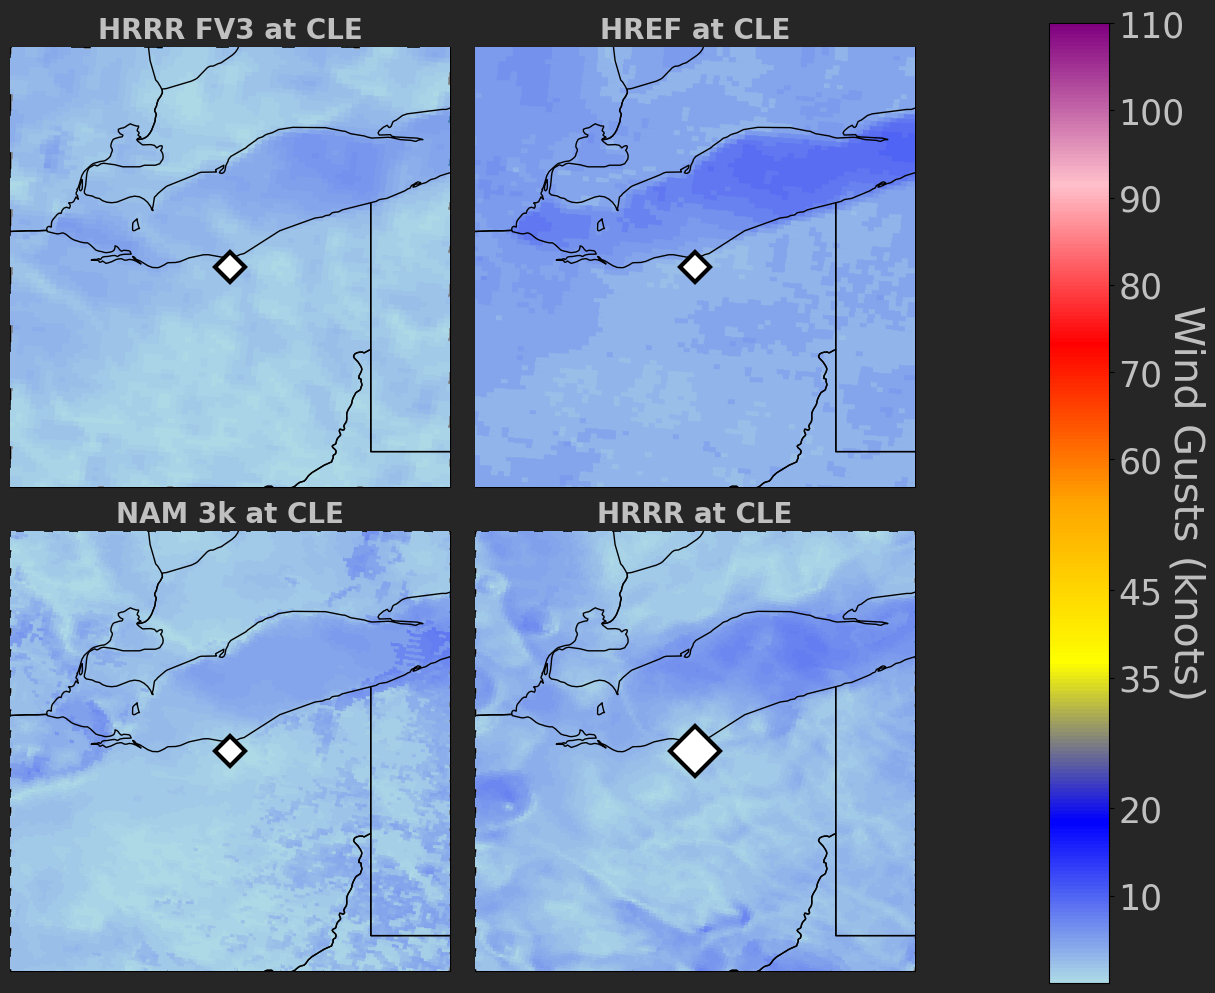 HRRR FV3 at CLE
HREF at CLE
NAM 3k at CLE
HRRR at CLE
110
100
90
80
70
60
45
35
20
10
Wind Gusts (knots)